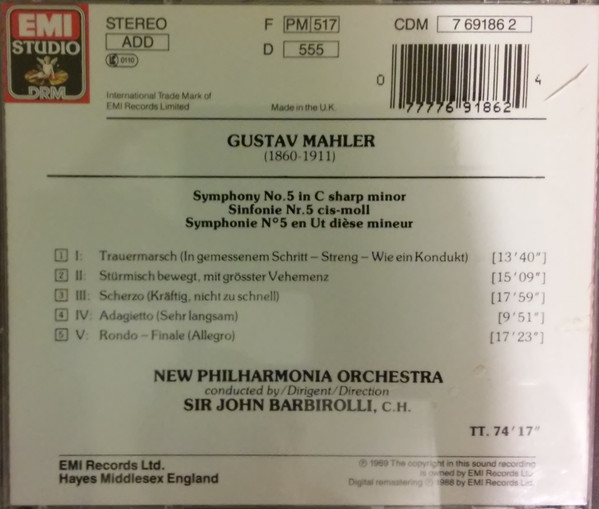 EMI
STUDIO
DRM
STEREO
ADD
0110
F PM 517
D 555
CDM 7 69186 2
International Trade Mark of
EMI Records Limited
Made in the U.K.
0 77776 91862 4
GUSTAV MAHLER
(1860-1911)
Symphony No.5 in C sharp minor
Sinfonie Nr.5 cis-moll
Symphonie N°5 en Ut dièse mineur
1 I: Trauermarsch (In gemessenem Schritt – Streng – Wie ein Kondukt) [13'40"]
2 II: Stürmisch bewegt, mit grösster Vehemenz [15'09"]
3 III: Scherzo (Kräftig, nicht zu schnell) [17'59"]
4 IV: Adagietto (Sehr langsam) [9'51"]
5 V: Rondo – Finale (Allegro) [17'23"]
NEW PHILHARMONIA ORCHESTRA
conducted by/Dirigent/Direction
SIR JOHN BARBIROLLI, C.H.
TT. 74'17"
EMI Records Ltd.
Hayes Middlesex England
℗ 1969 The copyright in this sound recording
is owned by EMI Records Ltd.
Digital remastering ℗ 1988 by EMI Records Ltd.